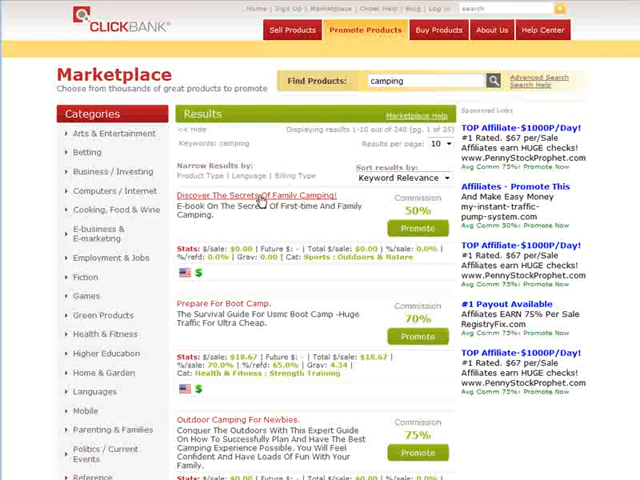 Home | Sign Up | Marketplace | Order Help | Blog | Log in
search
CLICKBANK®
Sell Products
Promote Products
Buy Products
About Us
Help Center
Marketplace
Choose from thousands of great products to promote
Find Products:
camping
Advanced Search
Search Help
Categories
Arts & Entertainment
Betting
Business / Investing
Computers / Internet
Cooking, Food & Wine
E-business &
E-marketing
Employment & Jobs
Fiction
Games
Green Products
Health & Fitness
Higher Education
Home & Garden
Languages
Mobile
Parenting & Families
Politics / Current
Events
Reference
Results
Marketplace Help
<< Hide
Displaying results 1-10 out of 248 (pg. 1 of 25)
Keywords: camping
Results per page: 10
Narrow Results by:
Product Type | Language | Billing Type
Sort results by:
Keyword Relevance
Discover The Secrets Of Family Camping!
E-book On The Secrets Of First-time And Family
Camping.
Commission
50%
Promote
Stats: $/sale: $0.00 | Future $: - | Total $/sale: $0.00 | %/sale: 0.0% |
%/refd: 0.0% | Grav: 0.00 | Cat: Sports : Outdoors & Nature
$
Prepare For Boot Camp.
The Survival Guide For Usmc Boot Camp -Huge
Traffic For Ultra Cheap.
Commission
70%
Promote
Stats: $/sale: $18.67 | Future $: - | Total $/sale: $18.67 |
%/sale: 70.0% | %/refd: 65.0% | Grav: 4.34 |
Cat: Health & Fitness : Strength Training
$
Outdoor Camping For Newbies.
Conquer The Outdoors With This Expert Guide
On How To Successfully Plan And Have The Best
Camping Experience Possible. You Will Feel
Confident And Have Loads Of Fun With Your
Family.
Commission
75%
Promote
Stats: $/sale: $0.00 | Future $: - | Total $/sale: $0.00 | %/sale: 0.0% |
Sponsored Links
TOP Affiliate-$1000P/Day!
#1 Rated. $67 per/Sale
Affiliates earn HUGE checks!
www.PennyStockProphet.com
Avg Comm 75%: Promote Now
Affiliates - Promote This
And Make Easy Money
my-instant-traffic-
pump-system.com
Avg Comm 50%: Promote Now
TOP Affiliate-$1000P/Day!
#1 Rated. $67 per/Sale
Affiliates earn HUGE checks!
www.PennyStockProphet.com
Avg Comm 75%: Promote Now
#1 Payout Available
Affiliates EARN 75% Per Sale
RegistryFix.com
Avg Comm 75%: Promote Now
TOP Affiliate-$1000P/Day!
#1 Rated. $67 per/Sale
Affiliates earn HUGE checks!
www.PennyStockProphet.com
Avg Comm 75%: Promote Now